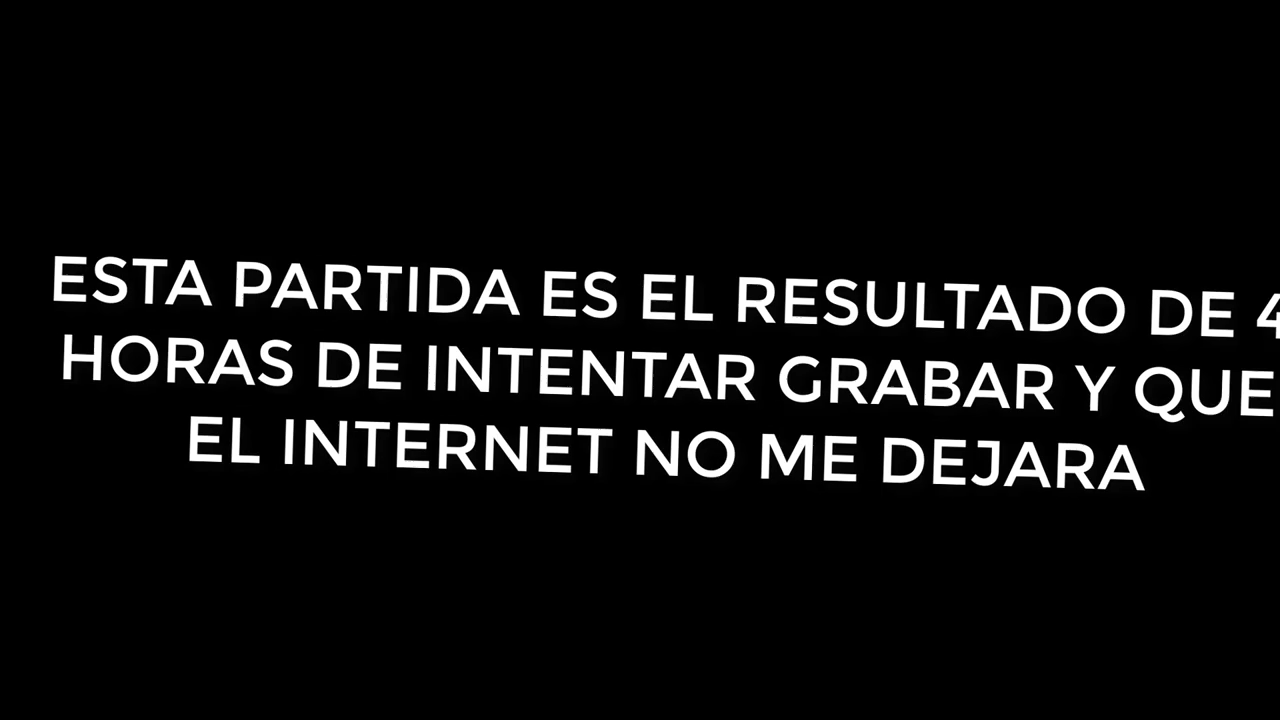 ESTA PARTIDA ES EL RESULTADO DE 4
HORAS DE INTENTAR GRABAR Y QUE
EL INTERNET NO ME DEJARA